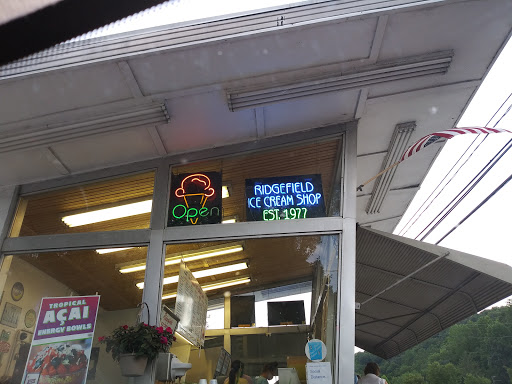 Open
RIDGEFIELD
ICE CREAM SHOP
EST. 1977
TROPICAL
AÇAI
ENERGY BOWLS